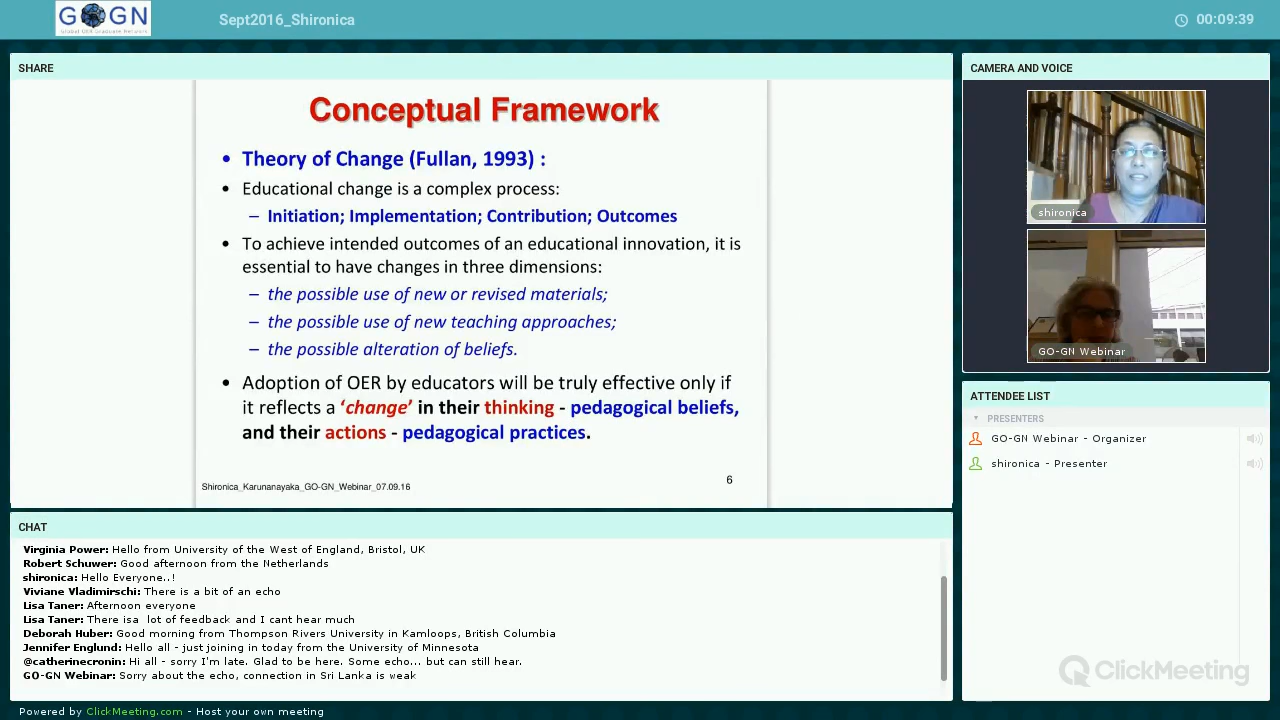 GO GN
Global OER Graduate Network
Sept2016_Shironica
00:09:39
SHARE
Conceptual Framework
• Theory of Change (Fullan, 1993) :
• Educational change is a complex process:
– Initiation; Implementation; Contribution; Outcomes
• To achieve intended outcomes of an educational innovation, it is
essential to have changes in three dimensions:
– the possible use of new or revised materials;
– the possible use of new teaching approaches;
– the possible alteration of beliefs.
• Adoption of OER by educators will be truly effective only if
it reflects a ‘change’ in their thinking - pedagogical beliefs,
and their actions - pedagogical practices.
Shironica_Karunanayaka_GO-GN_Webinar_07.09.16
6
CAMERA AND VOICE
shironica
GO-GN Webinar
ATTENDEE LIST
PRESENTERS
GO-GN Webinar - Organizer
shironica - Presenter
CHAT
Virginia Power: Hello from University of the West of England, Bristol, UK
Robert Schuwer: Good afternoon from the Netherlands
shironica: Hello Everyone..!
Viviane Vladimirschi: There is a bit of an echo
Lisa Taner: Afternoon everyone
Lisa Taner: There isa lot of feedback and I cant hear much
Deborah Huber: Good morning from Thompson Rivers University in Kamloops, British Columbia
Jennifer Englund: Hello all - just joining in today from the University of Minnesota
@catherinecronin: Hi all - sorry I'm late. Glad to be here. Some echo... but can still hear.
GO-GN Webinar: Sorry about the echo, connection in Sri Lanka is weak
ClickMeeting
Powered by ClickMeeting.com - Host your own meeting